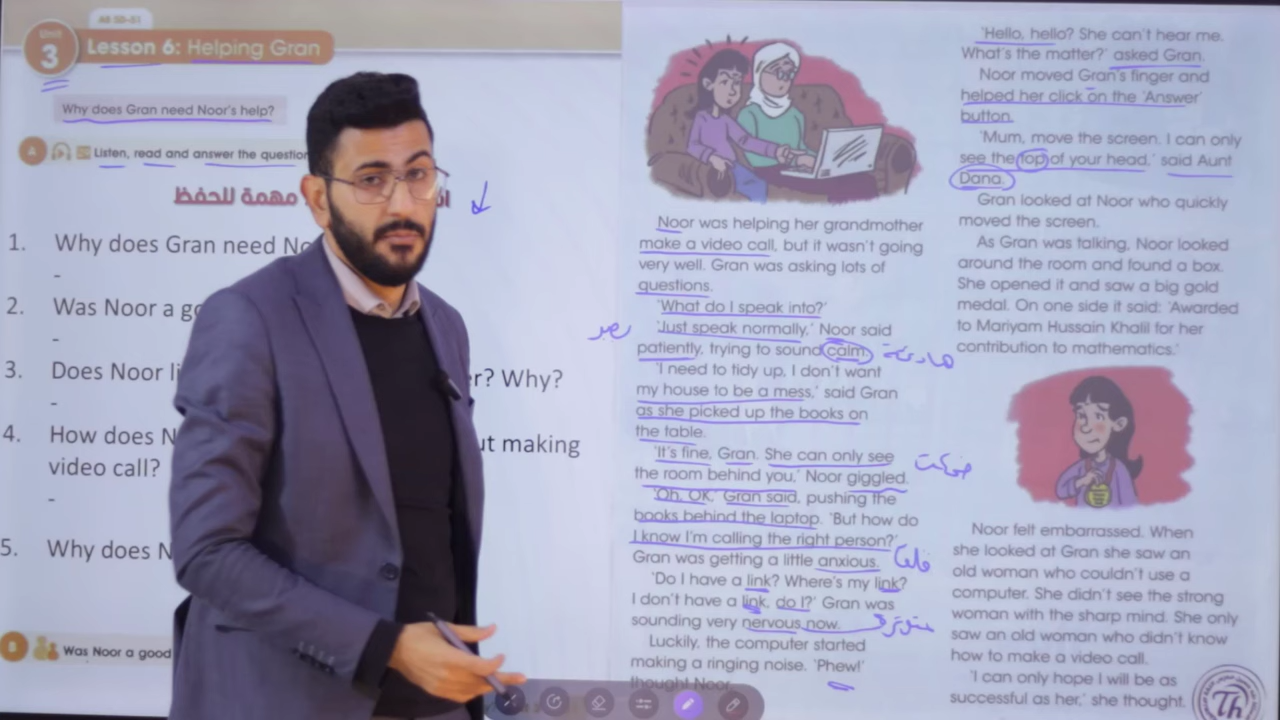 AB 50-51
Unit
3
Lesson 6: Helping Gran
Why does Gran need Noor's help?
A
Listen, read and answer the question
مهمة للحفظ
1. Why does Gran need No
-
2. Was Noor a go
-
3. Does Noor li r? Why?
-
4. How does N ut making
video call?
-
5. Why does N
B
Was Noor a good
Noor was helping her grandmother
make a video call, but it wasn't going
very well. Gran was asking lots of
questions.
'What do I speak into?'
'Just speak normally,' Noor said
صبر
patiently, trying to sound calm.
هادئة
'I need to tidy up, I don't want
my house to be a mess,' said Gran
as she picked up the books on
the table.
'It's fine, Gran. She can only see
the room behind you,' Noor giggled.
ضحكت
'Oh, OK,' Gran said, pushing the
books behind the laptop. 'But how do
I know I'm calling the right person?'
Gran was getting a little anxious.
'Do I have a link? Where's my link?
I don't have a link, do I?' Gran was
sounding very nervous now.
Luckily, the computer started
making a ringing noise. 'Phew!'
thought Noor.
'Hello, hello? She can't hear me.
What's the matter?' asked Gran.
Noor moved Gran's finger and
helped her click on the 'Answer'
button.
'Mum, move the screen. I can only
see the top of your head,' said Aunt
Dana.
Gran looked at Noor who quickly
moved the screen.
As Gran was talking, Noor looked
around the room and found a box.
She opened it and saw a big gold
medal. On one side it said: 'Awarded
to Mariyam Hussain Khalil for her
contribution to mathematics.'
Noor felt embarrassed. When
she looked at Gran she saw an
old woman who couldn't use a
computer. She didn't see the strong
woman with the sharp mind. She only
saw an old woman who didn't know
how to make a video call.
'I can only hope I will be as
successful as her,' she thought.
Th